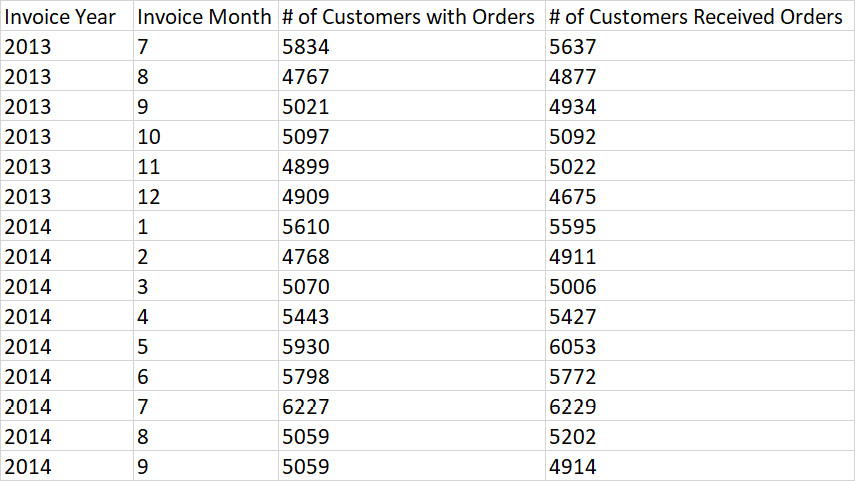 Invoice Year Invoice Month # of Customers with Orders # of Customers Received Orders
2013 7 5834 5637
2013 8 4767 4877
2013 9 5021 4934
2013 10 5097 5092
2013 11 4899 5022
2013 12 4909 4675
2014 1 5610 5595
2014 2 4768 4911
2014 3 5070 5006
2014 4 5443 5427
2014 5 5930 6053
2014 6 5798 5772
2014 7 6227 6229
2014 8 5059 5202
2014 9 5059 4914